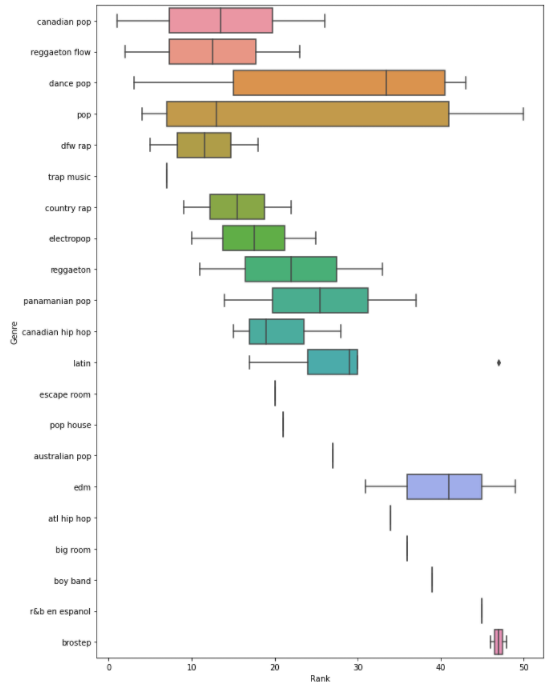 canadian pop
reggaeton flow
dance pop
pop
dfw rap
trap music
country rap
electropop
reggaeton
panamanian pop
canadian hip hop
latin
escape room
pop house
australian pop
edm
atl hip hop
big room
boy band
r&b en espanol
brostep
Genre
0 10 20 30 40 50
Rank